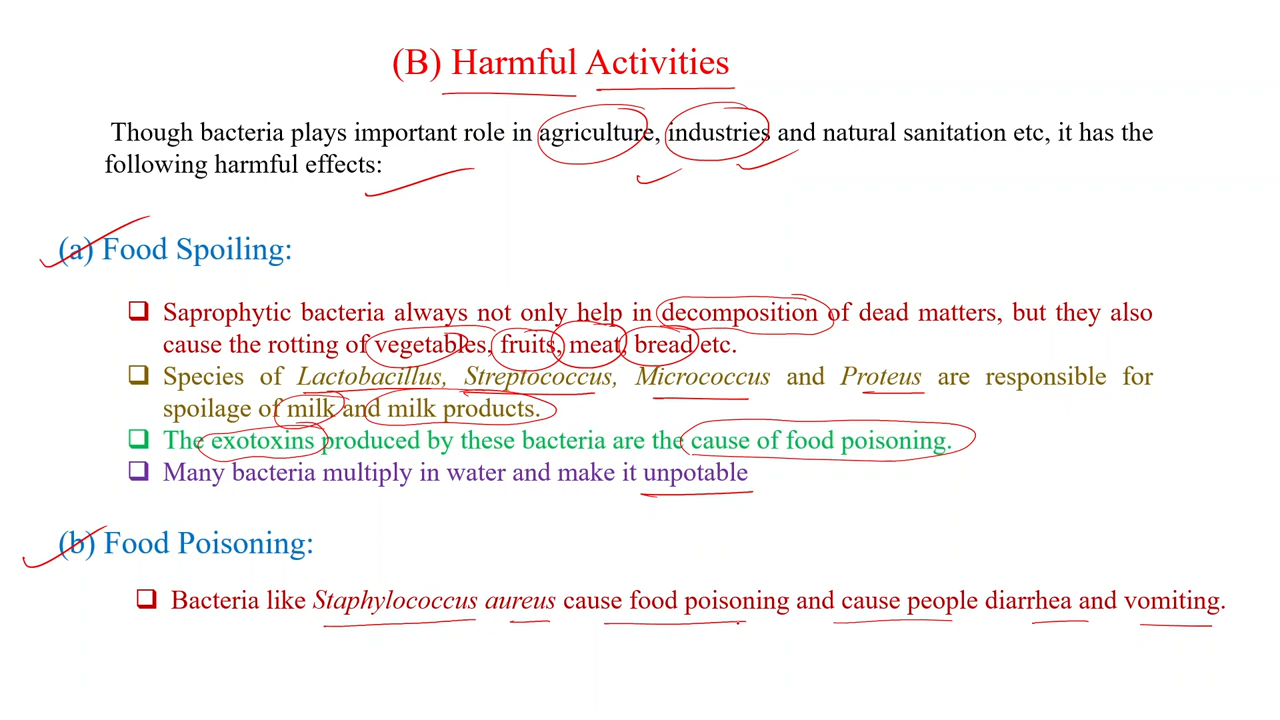 (B) Harmful Activities
Though bacteria plays important role in agriculture, industries and natural sanitation etc, it has the
following harmful effects:
(a) Food Spoiling:
❑ Saprophytic bacteria always not only help in decomposition of dead matters, but they also
cause the rotting of vegetables, fruits, meat, bread etc.
❑ Species of Lactobacillus, Streptococcus, Micrococcus and Proteus are responsible for
spoilage of milk and milk products.
❑ The exotoxins produced by these bacteria are the cause of food poisoning.
❑ Many bacteria multiply in water and make it unpotable
(b) Food Poisoning:
❑ Bacteria like Staphylococcus aureus cause food poisoning and cause people diarrhea and vomiting.